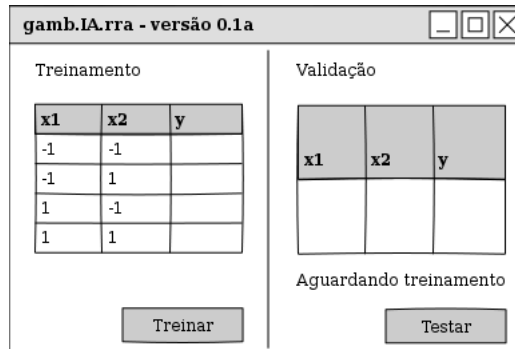 gamb.IA.rra - versão 0.1a
Treinamento
x1 x2 y
-1 -1
-1 1
1 -1
1 1
Treinar
Validação
x1 x2 y
Aguardando treinamento
Testar